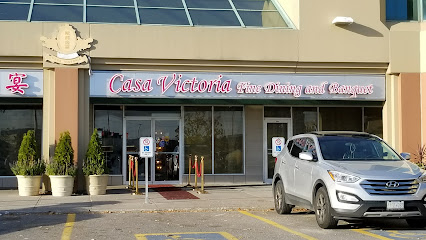 宴
Casa Victoria Fine Dining and Banquet